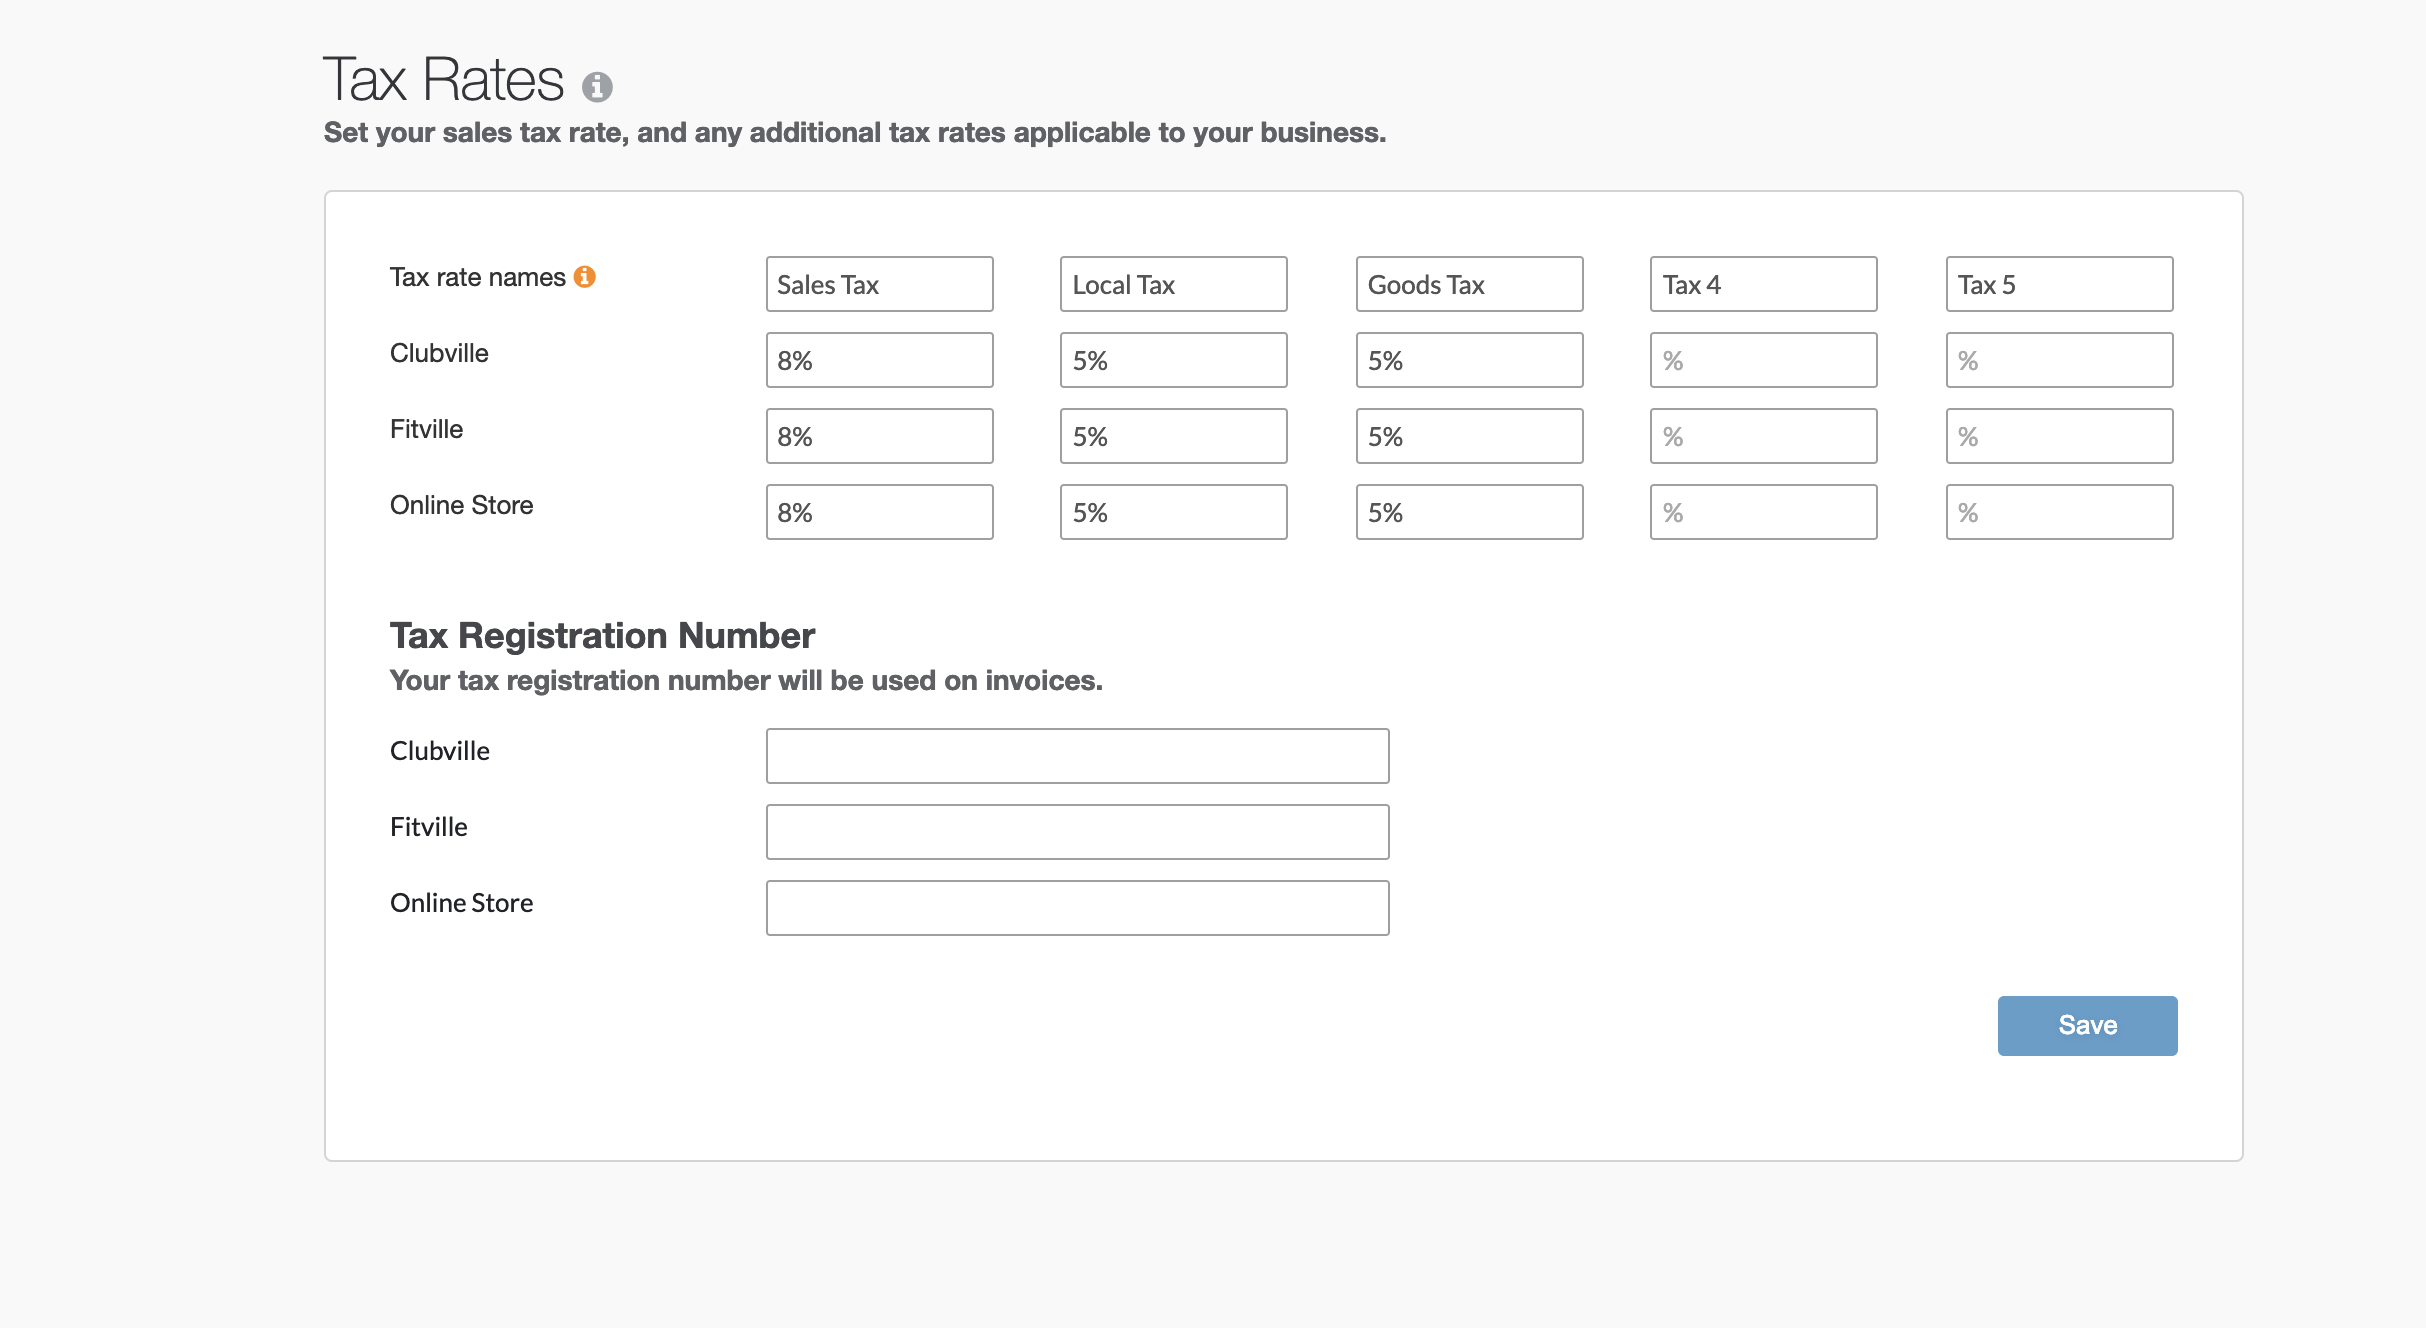 Tax Rates
Set your sales tax rate, and any additional tax rates applicable to your business.
Tax rate names Sales Tax Local Tax Goods Tax Tax 4 Tax 5
Clubville 8% 5% 5% % %
Fitville 8% 5% 5% % %
Online Store 8% 5% 5% % %
Tax Registration Number
Your tax registration number will be used on invoices.
Clubville
Fitville
Online Store
Save